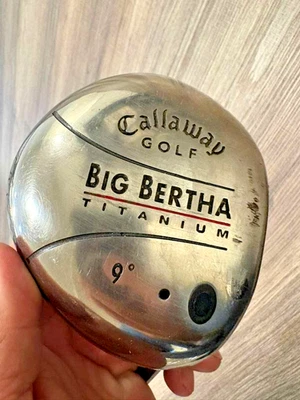 Callaway
GOLF
BIG BERTHA
TITANIUM
9°